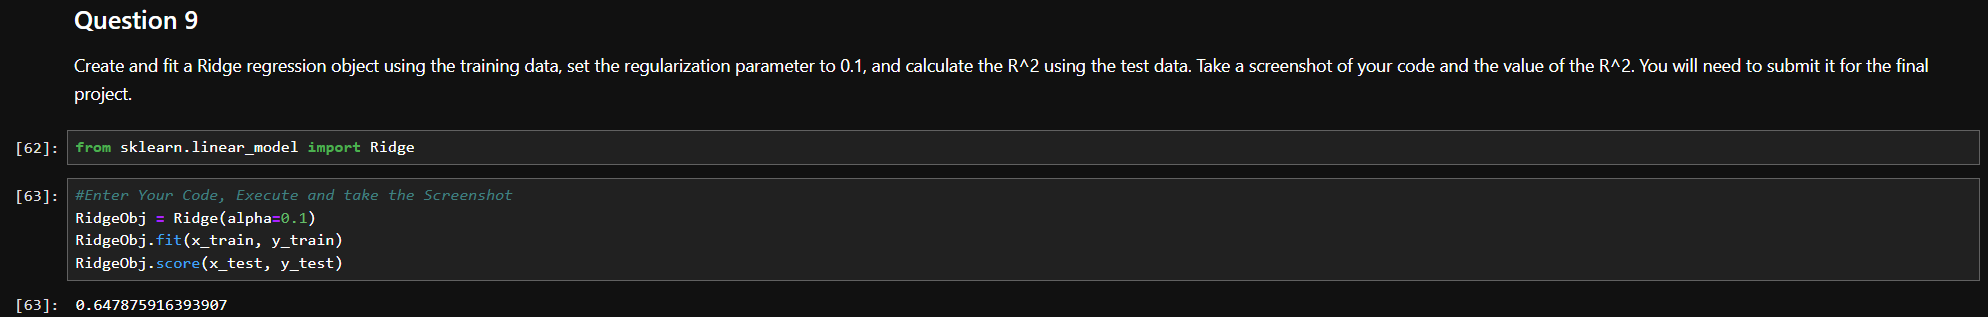 Question 9
Create and fit a Ridge regression object using the training data, set the regularization parameter to 0.1, and calculate the R^2 using the test data. Take a screenshot of your code and the value of the R^2. You will need to submit it for the final
project.
[62]: from sklearn.linear_model import Ridge
[63]: #Enter Your Code, Execute and take the Screenshot
RidgeObj = Ridge(alpha=0.1)
RidgeObj.fit(x_train, y_train)
RidgeObj.score(x_test, y_test)
[63]: 0.647875916393907